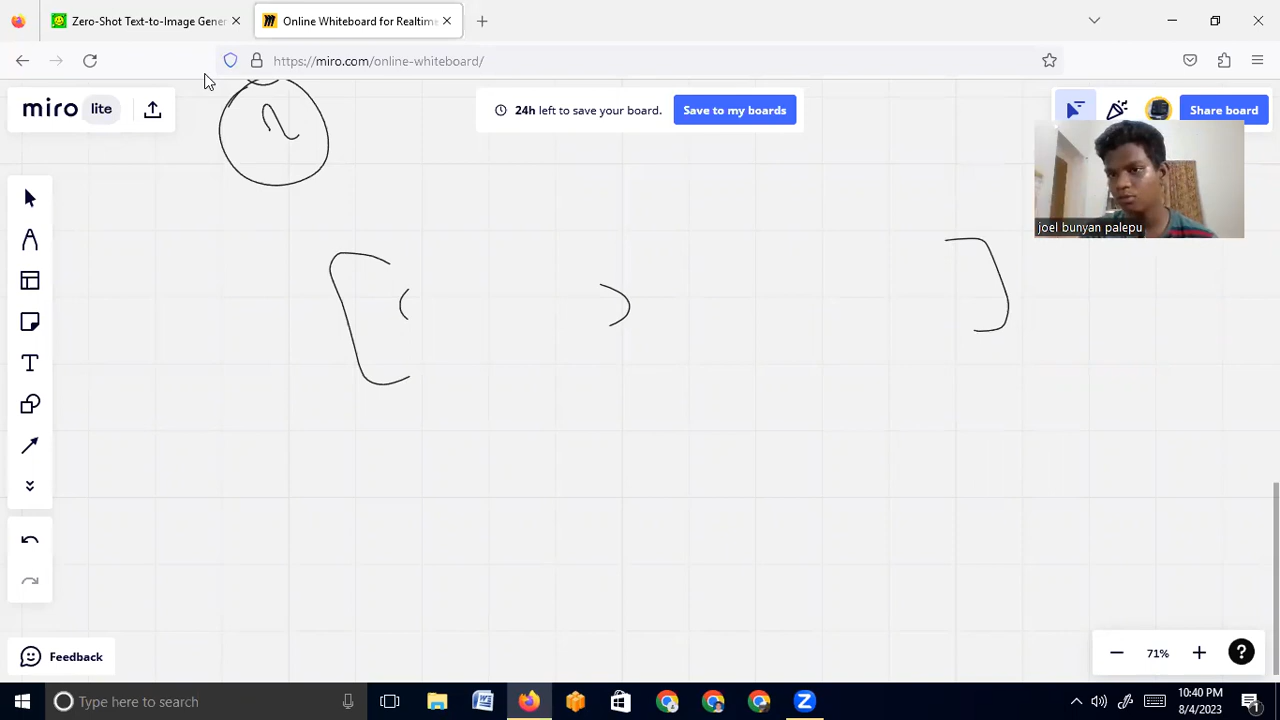 Zero-Shot Text-to-Image Gener
Online Whiteboard for Realtime
https://miro.com/online-whiteboard/
miro lite
24h left to save your board.
Save to my boards
Share board
joel bunyan palepu
Feedback
71%
Type here to search
10:40 PM
8/4/2023